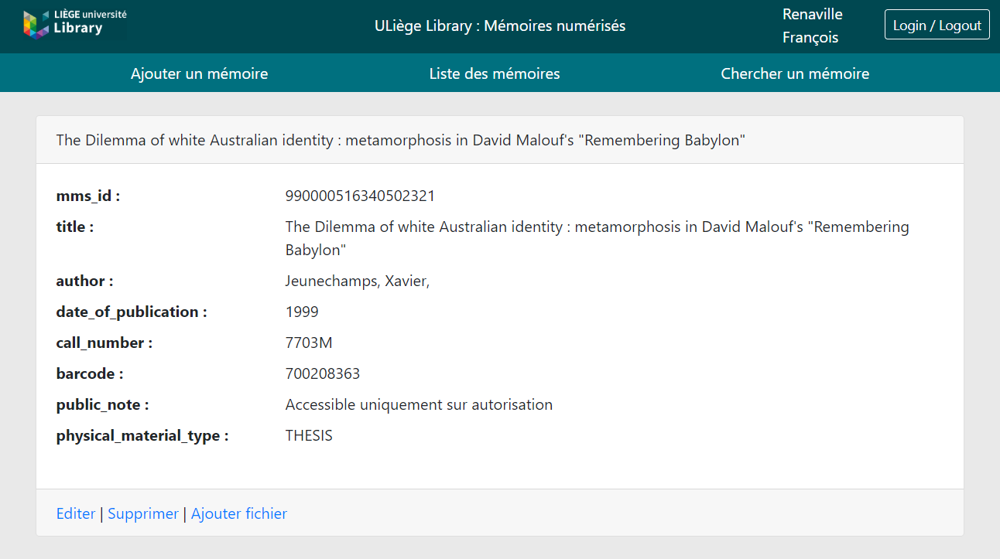 LIÈGE université
Library
ULiège Library : Mémoires numérisés
Renaville
François
Login / Logout
Ajouter un mémoire
Liste des mémoires
Chercher un mémoire
The Dilemma of white Australian identity : metamorphosis in David Malouf's "Remembering Babylon"
mms_id : 990000516340502321
title : The Dilemma of white Australian identity : metamorphosis in David Malouf's "Remembering
Babylon"
author : Jeunechamps, Xavier,
date_of_publication : 1999
call_number : 7703M
barcode : 700208363
public_note : Accessible uniquement sur autorisation
physical_material_type : THESIS
Editer | Supprimer | Ajouter fichier